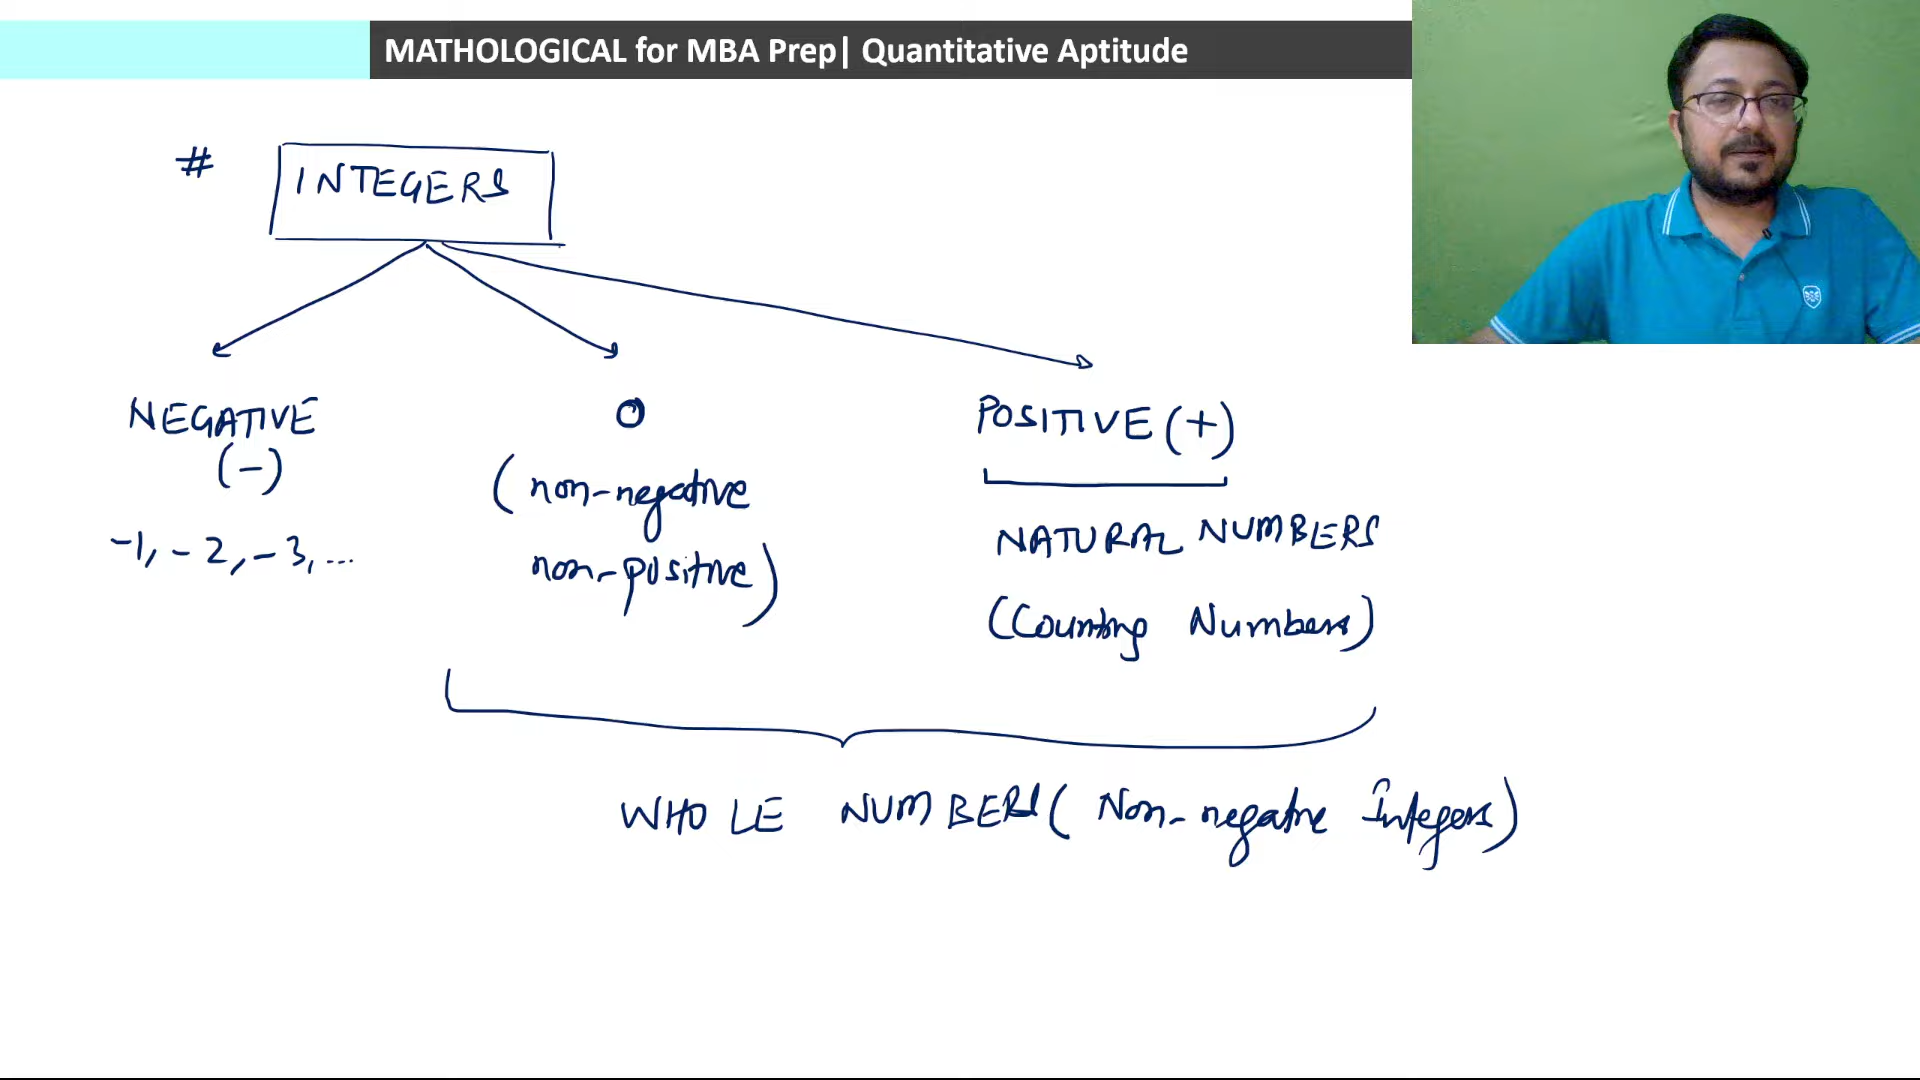 MATHOLOGICAL for MBA Prep| Quantitative Aptitude
# INTEGERS
NEGATIVE
(-)
-1, -2, -3, ...
0
(non-negative
non-positive)
POSITIVE (+)
NATURAL NUMBERS
(Counting Numbers)
WHOLE NUMBERS (Non-negative Integers)